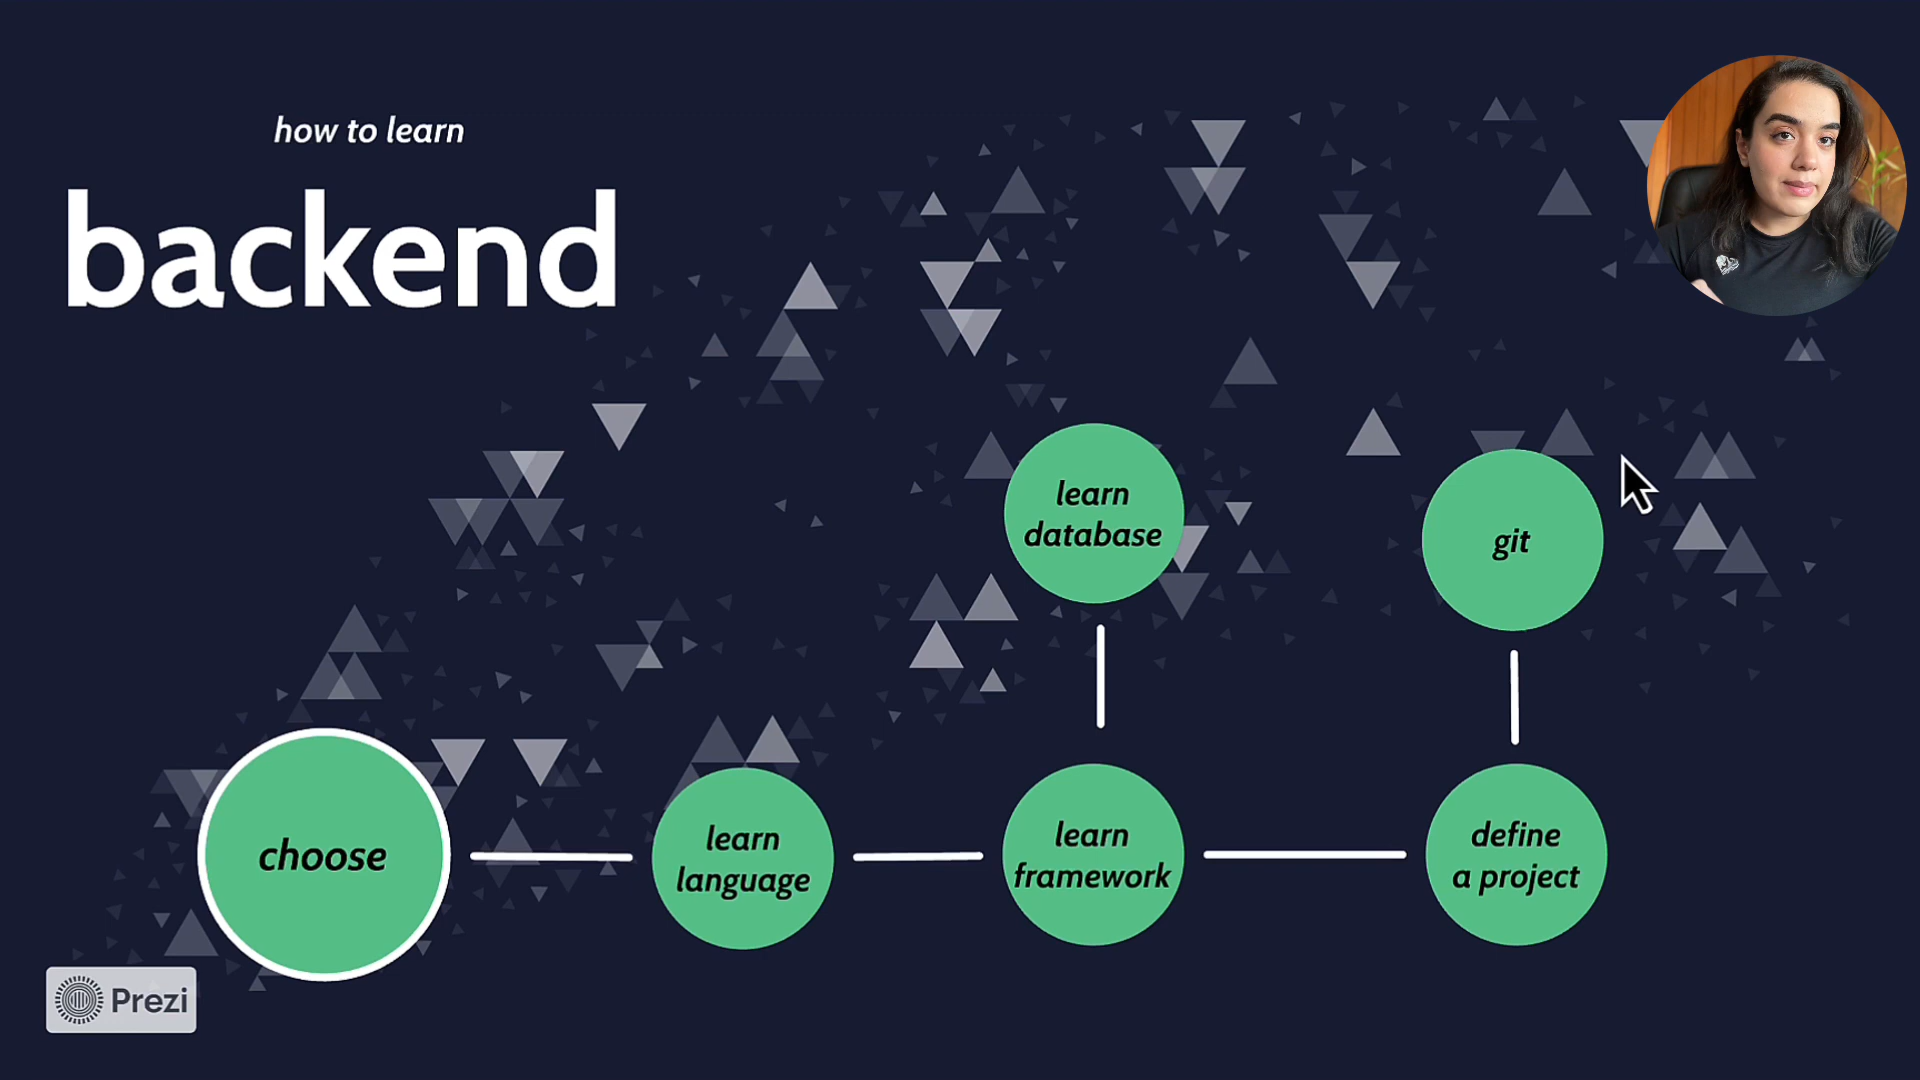 how to learn
backend
learn
database
git
choose
learn
language
learn
framework
define
a project
Prezi